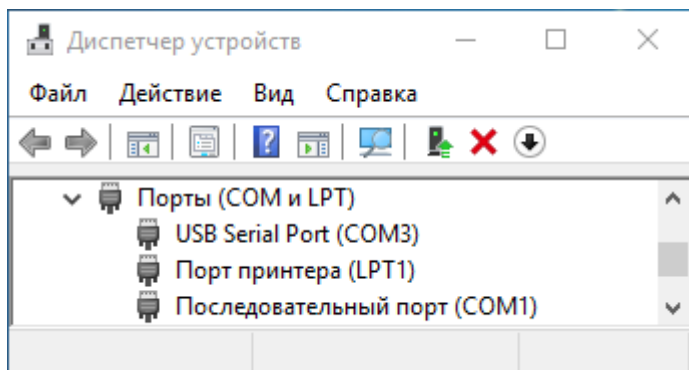 Диспетчер устройств
Файл Действие Вид Справка
Порты (COM и LPT)
USB Serial Port (COM3)
Порт принтера (LPT1)
Последовательный порт (COM1)